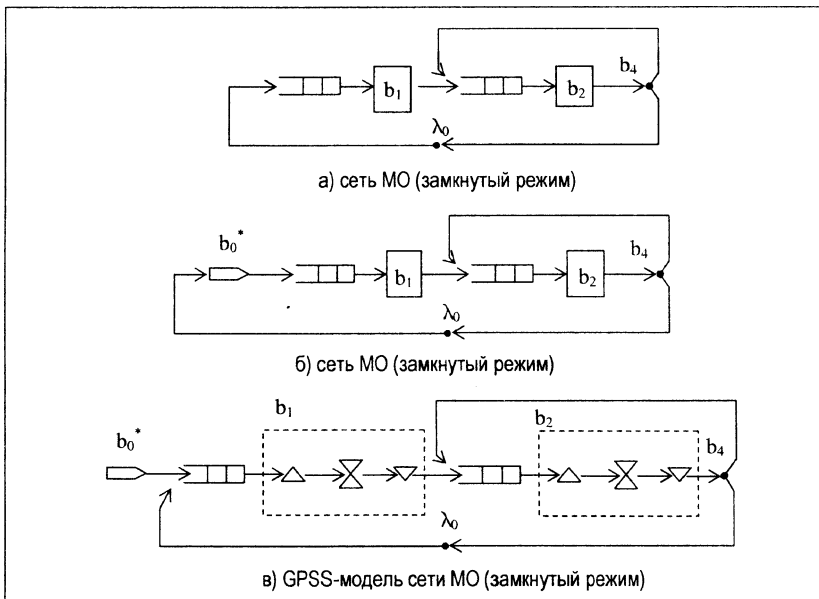 b₄
b₁
b₂
λ₀
а) сеть МО (замкнутый режим)
b₀*
b₄
b₁
b₂
λ₀
б) сеть МО (замкнутый режим)
b₁
b₂
b₀*
b₄
λ₀
в) GPSS-модель сети МО (замкнутый режим)